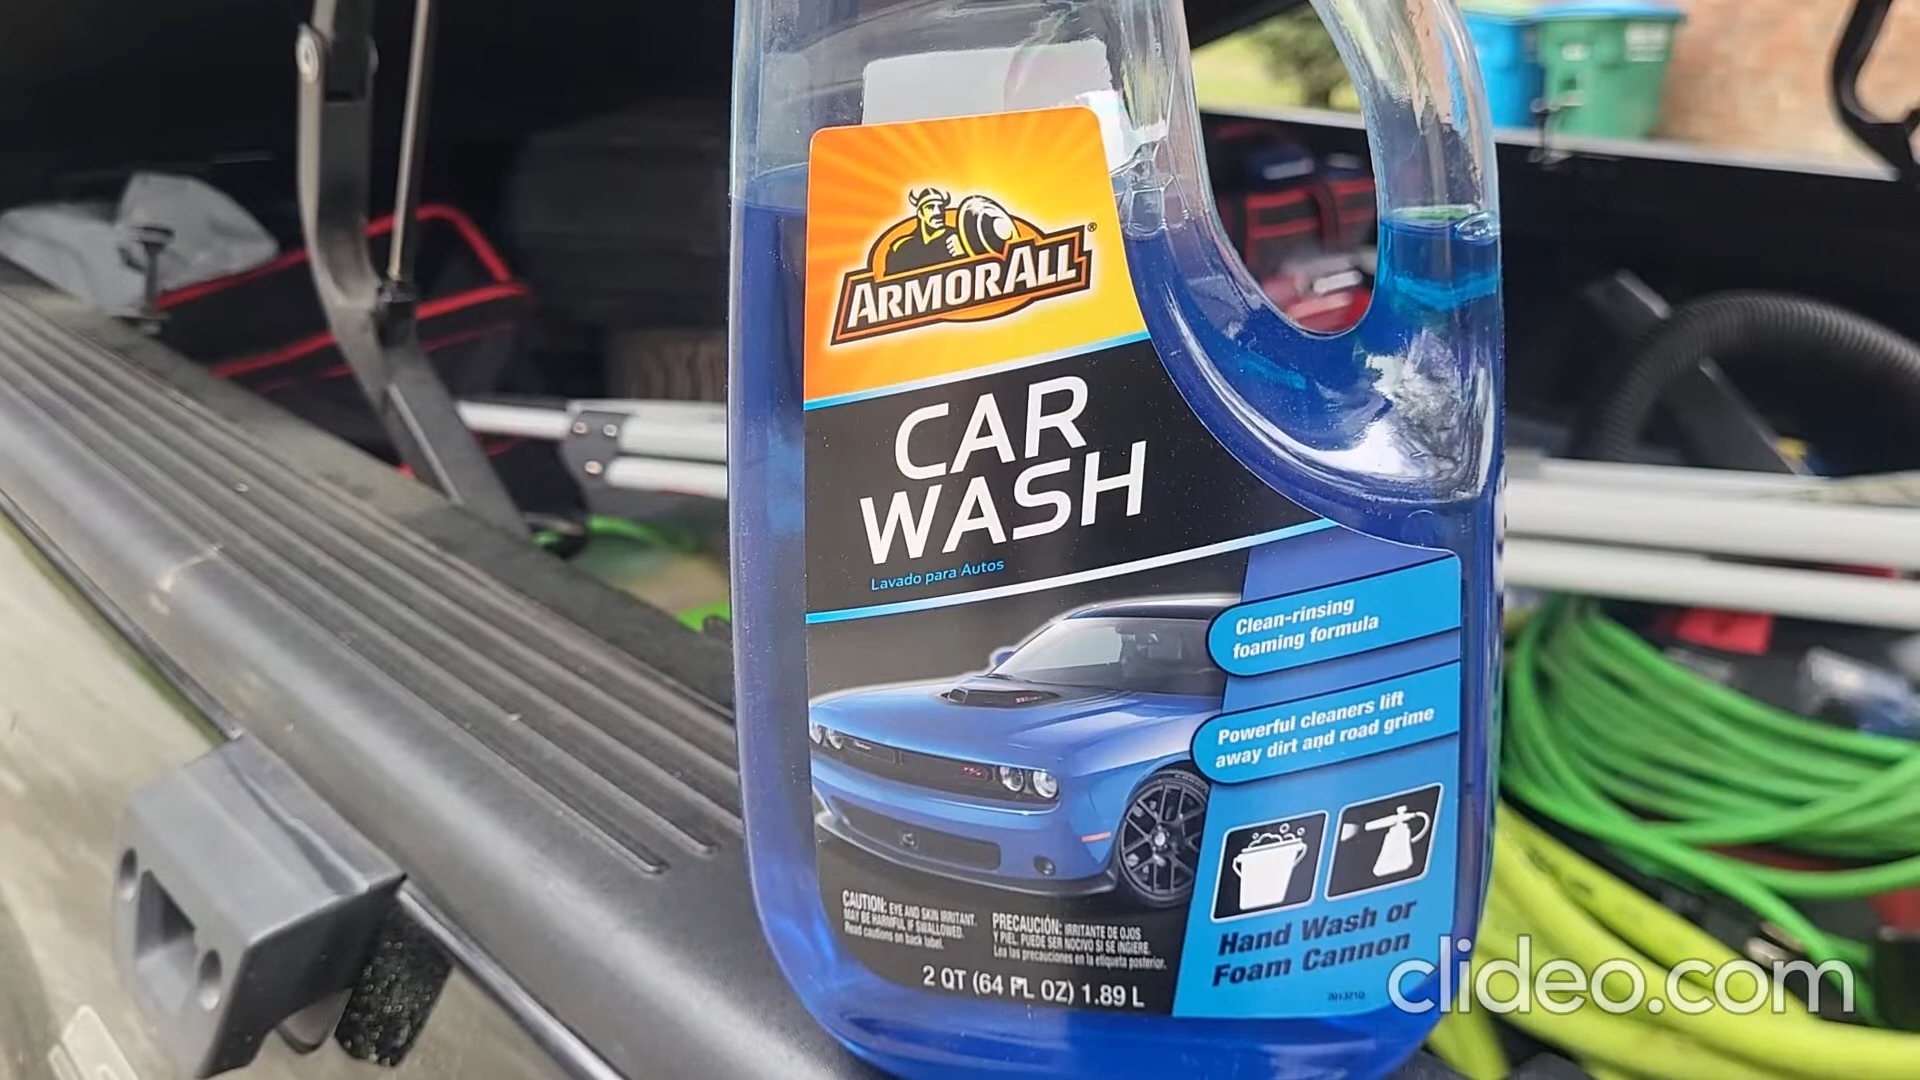 ARMORALL®
CAR
WASH
Lavado para Autos
Clean-rinsing
foaming formula
Powerful cleaners lift
away dirt and road grime
CAUTION: EYE AND SKIN IRRITANT.
MAY BE HARMFUL IF SWALLOWED.
Read cautions on back label.
PRECAUCIÓN: IRRITANTE DE OJOS
Y PIEL. PUEDE SER NOCIVO SI SE INGIERE.
Lea las precauciones en la etiqueta posterior.
Hand Wash or
Foam Cannon
2 QT (64 FL OZ) 1.89 L
clideo.com